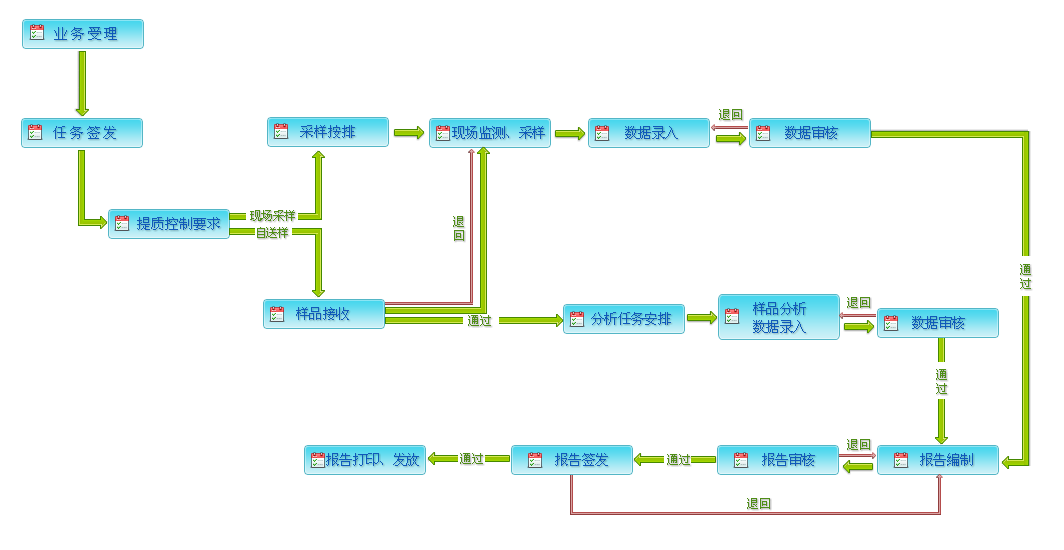 业务受理
任务签发
采样按排
现场监测、采样
数据录入
退回
数据审核
提质控制要求
现场采样
自送样
退
回
样品接收
通过
分析任务安排
样品分析
数据录入
退回
数据审核
通
过
通
过
报告打印、发放
通过
报告签发
通过
报告审核
退回
报告编制
退回